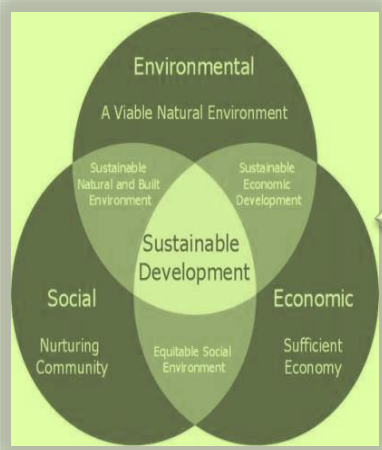 Environmental
A Viable Natural Environment
Sustainable
Natural and Built
Environment
Sustainable
Economic
Development
Sustainable
Development
Social
Nurturing
Community
Economic
Sufficient
Economy
Equitable Social
Environment